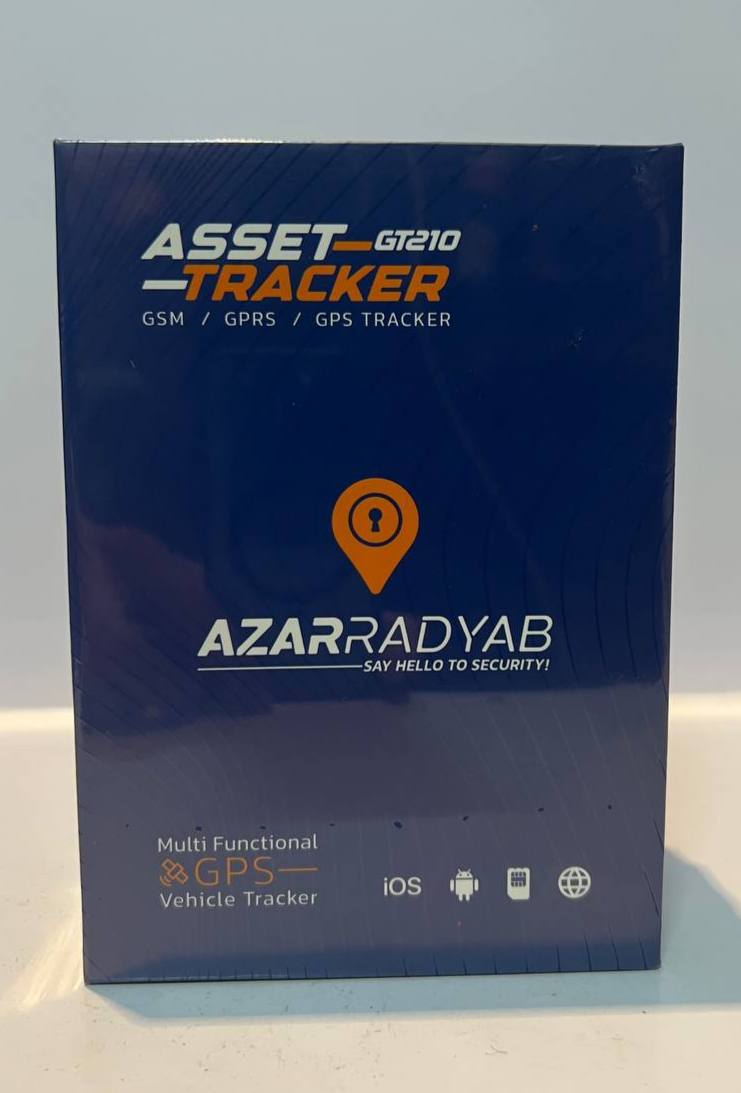 ASSET GT210
TRACKER
GSM / GPRS / GPS TRACKER
AZARRADYAB
SAY HELLO TO SECURITY!
Multi Functional
GPS
Vehicle Tracker
iOS